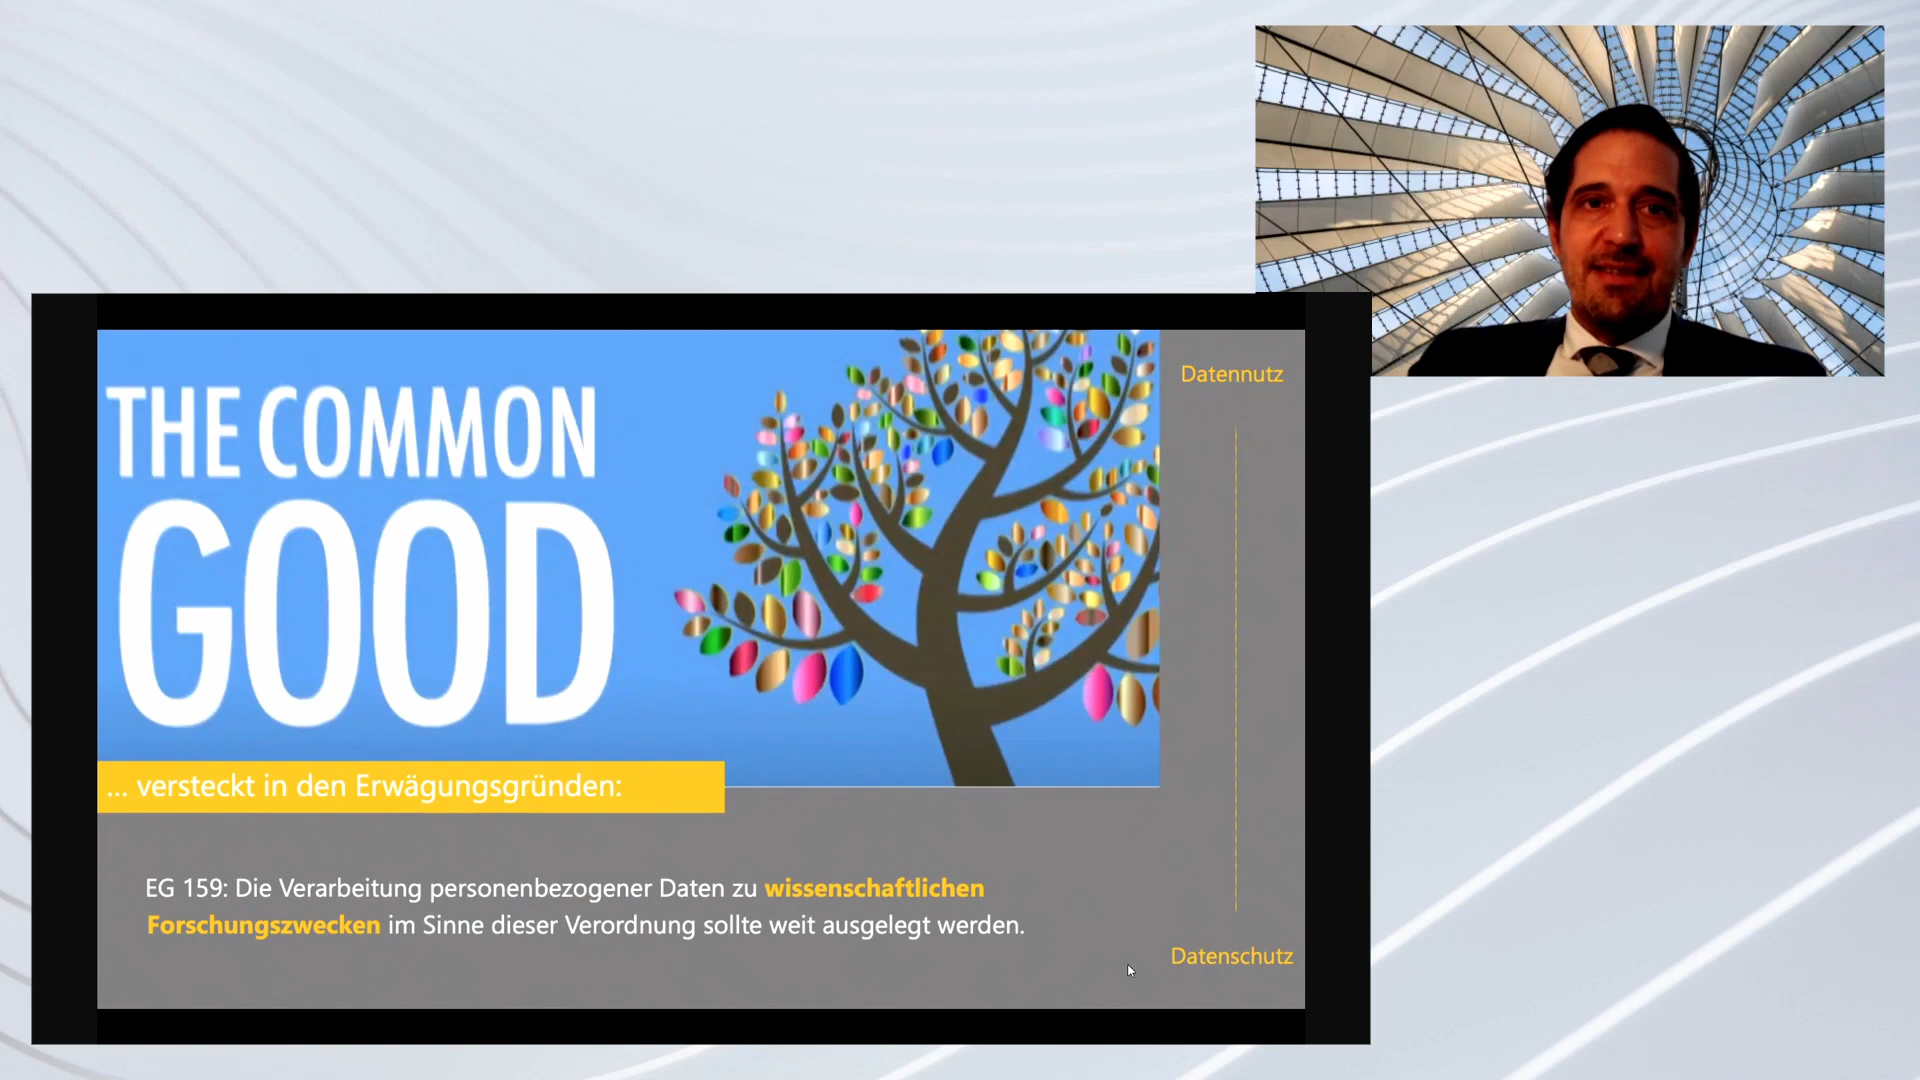 THE COMMON
GOOD
Datennutz
... versteckt in den Erwägungsgründen:
EG 159: Die Verarbeitung personenbezogener Daten zu wissenschaftlichen
Forschungszwecken im Sinne dieser Verordnung sollte weit ausgelegt werden.
Datenschutz